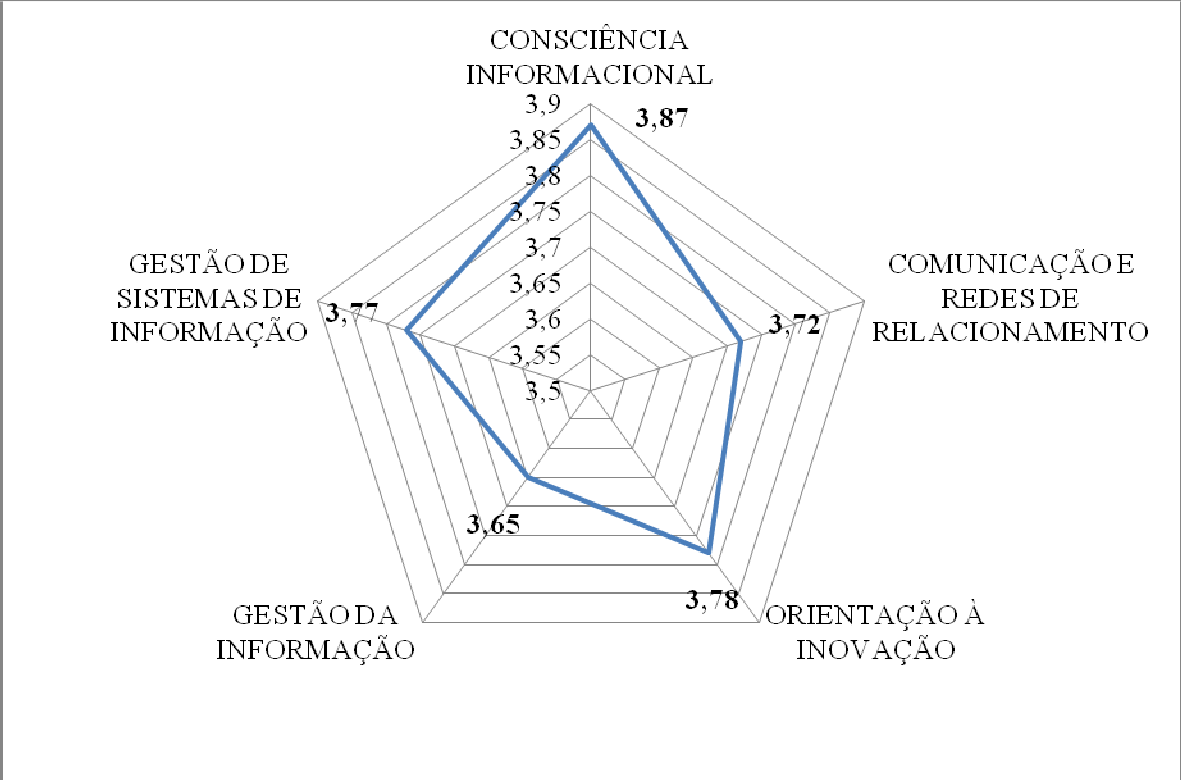 CONSCIÊNCIA
INFORMACIONAL
3,9
3,87
3,85
3,8
3,75
3,7
3,65
3,6
3,55
3,5
COMUNICAÇÃO E
REDES DE
RELACIONAMENTO
3,72
ORIENTAÇÃO À
INOVAÇÃO
3,78
GESTÃO DA
INFORMAÇÃO
3,65
GESTÃO DE
SISTEMAS DE
INFORMAÇÃO
3,77